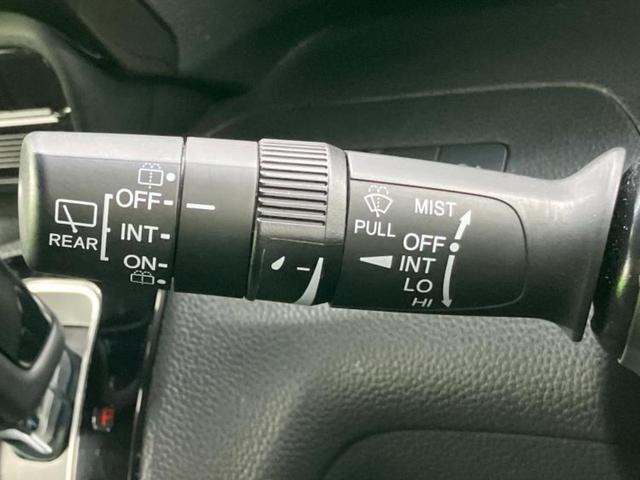 OFF
INT
ON
REAR
MIST
PULL
OFF
INT
LO
HI